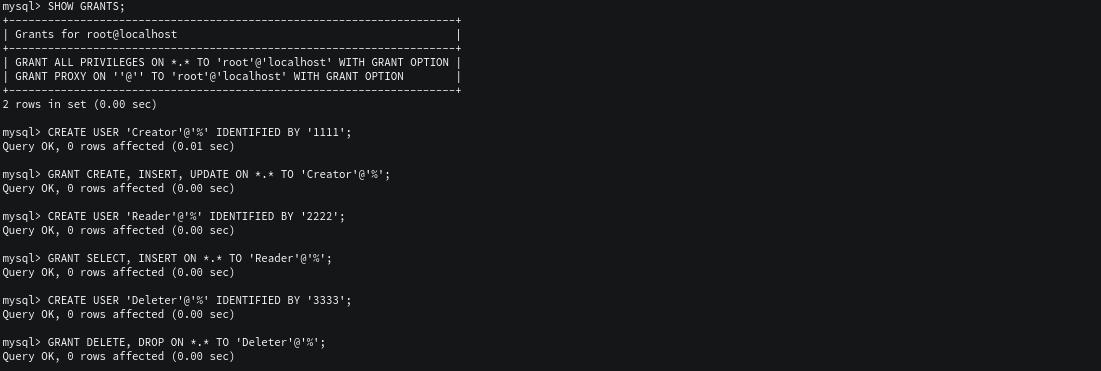 mysql> SHOW GRANTS;
+---------------------------------------------------------------------+
| Grants for root@localhost                                           |
+---------------------------------------------------------------------+
| GRANT ALL PRIVILEGES ON *.* TO 'root'@'localhost' WITH GRANT OPTION |
| GRANT PROXY ON ''@'' TO 'root'@'localhost' WITH GRANT OPTION        |
+---------------------------------------------------------------------+
2 rows in set (0.00 sec)
mysql> CREATE USER 'Creator'@'%' IDENTIFIED BY '1111';
Query OK, 0 rows affected (0.01 sec)
mysql> GRANT CREATE, INSERT, UPDATE ON *.* TO 'Creator'@'%';
Query OK, 0 rows affected (0.00 sec)
mysql> CREATE USER 'Reader'@'%' IDENTIFIED BY '2222';
Query OK, 0 rows affected (0.00 sec)
mysql> GRANT SELECT, INSERT ON *.* TO 'Reader'@'%';
Query OK, 0 rows affected (0.00 sec)
mysql> CREATE USER 'Deleter'@'%' IDENTIFIED BY '3333';
Query OK, 0 rows affected (0.00 sec)
mysql> GRANT DELETE, DROP ON *.* TO 'Deleter'@'%';
Query OK, 0 rows affected (0.00 sec)